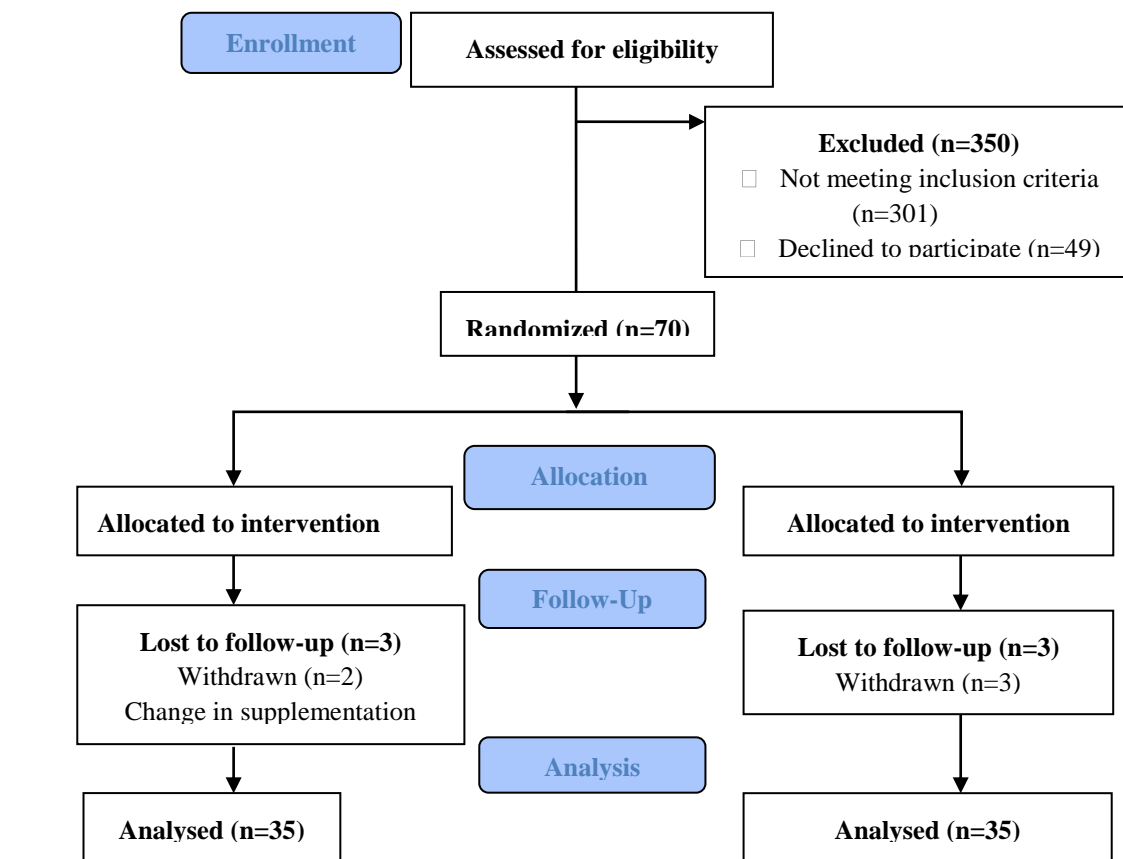 Enrollment
Assessed for eligibility
Excluded (n=350)
Not meeting inclusion criteria
(n=301)
Declined to participate (n=49)
Randomized (n=70)
Allocation
Allocated to intervention
Allocated to intervention
Follow-Up
Lost to follow-up (n=3)
Withdrawn (n=2)
Change in supplementation
Lost to follow-up (n=3)
Withdrawn (n=3)
Analysis
Analysed (n=35)
Analysed (n=35)